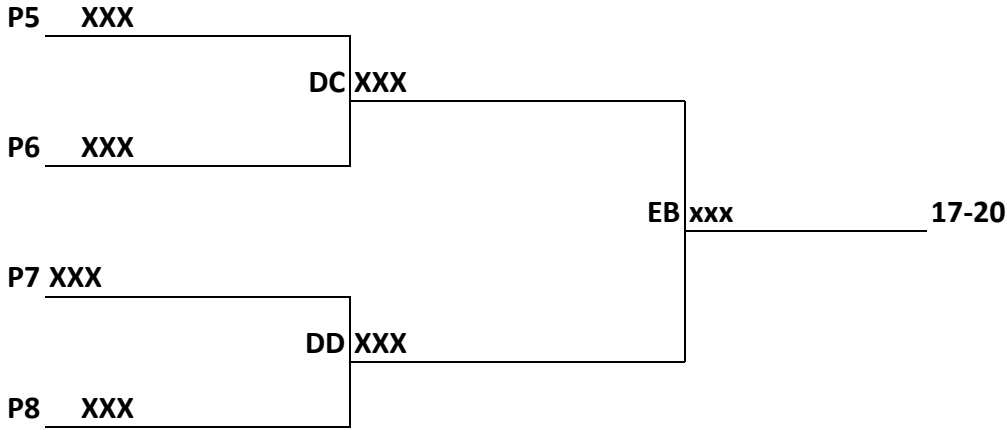 P5 XXX
DC XXX
P6 XXX
EB xxx 17-20
P7 XXX
DD XXX
P8 XXX